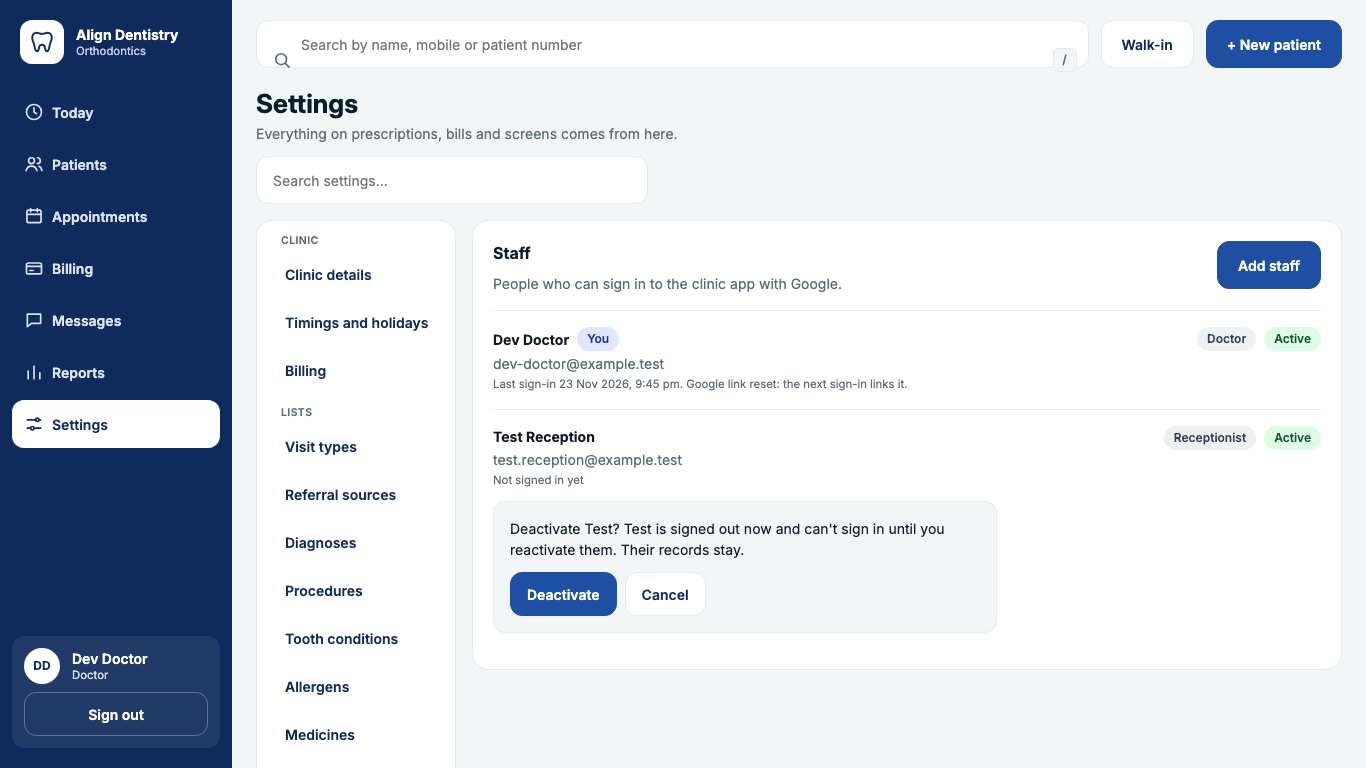 Align Dentistry
Orthodontics
Today
Patients
Appointments
Billing
Messages
Reports
Settings
DD
Dev Doctor
Doctor
Sign out
Search by name, mobile or patient number
/
Walk-in
+ New patient
Settings
Everything on prescriptions, bills and screens comes from here.
Search settings...
CLINIC
Clinic details
Timings and holidays
Billing
LISTS
Visit types
Referral sources
Diagnoses
Procedures
Tooth conditions
Allergens
Medicines
Staff
People who can sign in to the clinic app with Google.
Add staff
Dev Doctor You Doctor Active
dev-doctor@example.test
Last sign-in 23 Nov 2026, 9:45 pm. Google link reset: the next sign-in links it.
Test Reception Receptionist Active
test.reception@example.test
Not signed in yet
Deactivate Test? Test is signed out now and can't sign in until you
reactivate them. Their records stay.
Deactivate Cancel